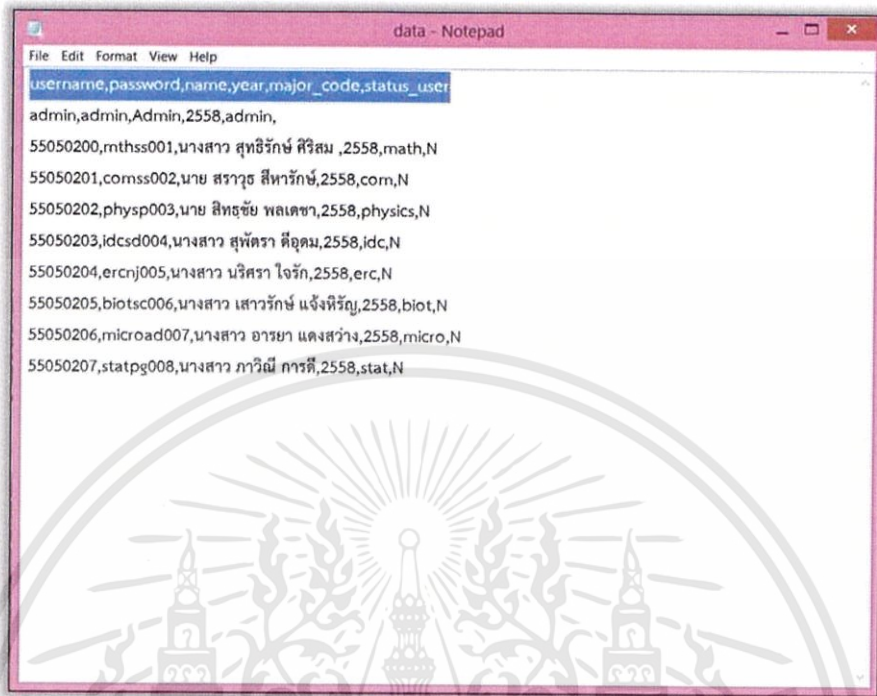 data - Notepad
File Edit Format View Help
username,password,name,year,major_code,status_user
admin,admin,Admin,2558,admin,
55050200,mthss001,นางสาว สุทธิรักษ์ ศิริสม ,2558,math,N
55050201,comss002,นาย สราวุธ สีหารักษ์,2558,com,N
55050202,physp003,นาย สิทธุชัย พลเดชา,2558,physics,N
55050203,idcsd004,นางสาว สุพัตรา ดีอุดม,2558,idc,N
55050204,ercnj005,นางสาว นริศรา ใจรัก,2558,erc,N
55050205,biotsc006,นางสาว เสาวรักษ์ แจ้งหิรัญ,2558,biot,N
55050206,microad007,นางสาว อารยา แดงสว่าง,2558,micro,N
55050207,statpg008,นางสาว ภาวิณี การดี,2558,stat,N